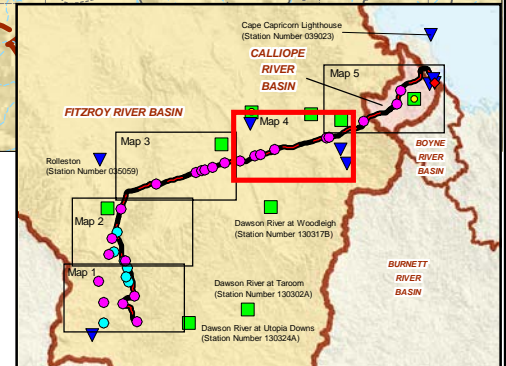 Cape Capricorn Lighthouse
(Station Number 039023)
CALLIOPE
RIVER
BASIN
Map 5
FITZROY RIVER BASIN
Map 4
Map 3
BOYNE
RIVER
BASIN
Rolleston
(Station Number 035059)
Map 2
Dawson River at Woodleigh
(Station Number 130317B)
Map 1
BURNETT
RIVER
BASIN
Dawson River at Taroom
(Station Number 130302A)
Dawson River at Utopia Downs
(Station Number 130324A)